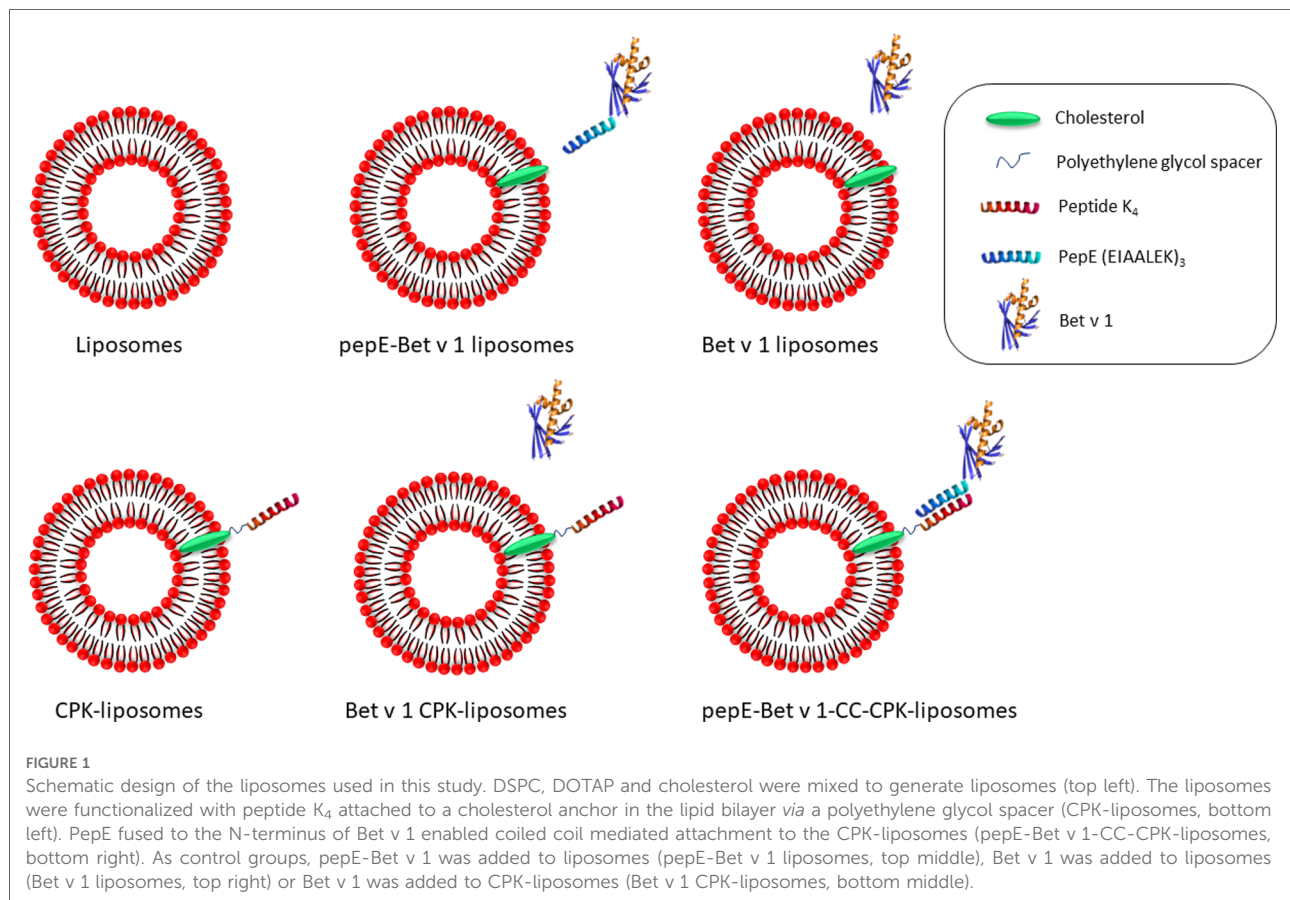 Cholesterol
Polyethylene glycol spacer
Peptide K₄
PepE (EIAALEK)₃
Bet v 1
Liposomes
pepE-Bet v 1 liposomes
Bet v 1 liposomes
CPK-liposomes
Bet v 1 CPK-liposomes
pepE-Bet v 1-CC-CPK-liposomes
FIGURE 1
Schematic design of the liposomes used in this study. DSPC, DOTAP and cholesterol were mixed to generate liposomes (top left). The liposomes
were functionalized with peptide K₄ attached to a cholesterol anchor in the lipid bilayer via a polyethylene glycol spacer (CPK-liposomes, bottom
left). PepE fused to the N-terminus of Bet v 1 enabled coiled coil mediated attachment to the CPK-liposomes (pepE-Bet v 1-CC-CPK-liposomes,
bottom right). As control groups, pepE-Bet v 1 was added to liposomes (pepE-Bet v 1 liposomes, top middle), Bet v 1 was added to liposomes
(Bet v 1 liposomes, top right) or Bet v 1 was added to CPK-liposomes (Bet v 1 CPK-liposomes, bottom middle).